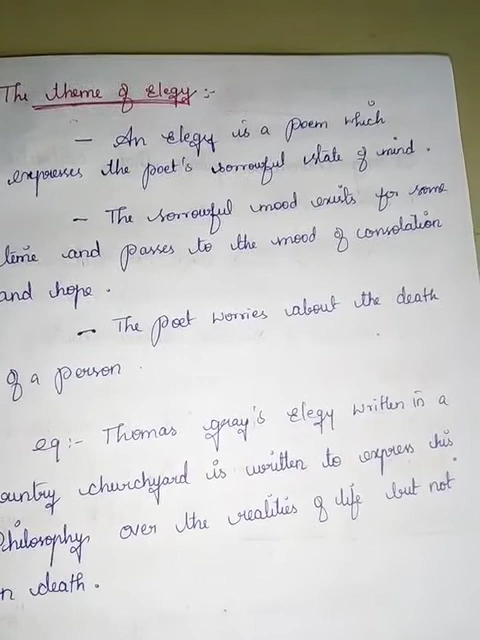 The theme of Elegy :-
- An elegy is a poem which
expresses the poet's sorrowful state of mind.
- The sorrowful mood exists for some
time and passes to the mood of consolation
and hope.
- The poet worries about the death
of a person.
eg :- Thomas gray's Elegy written in a
ountry churchyard is written to express his
Philosophy over the realities of life but not
n death.